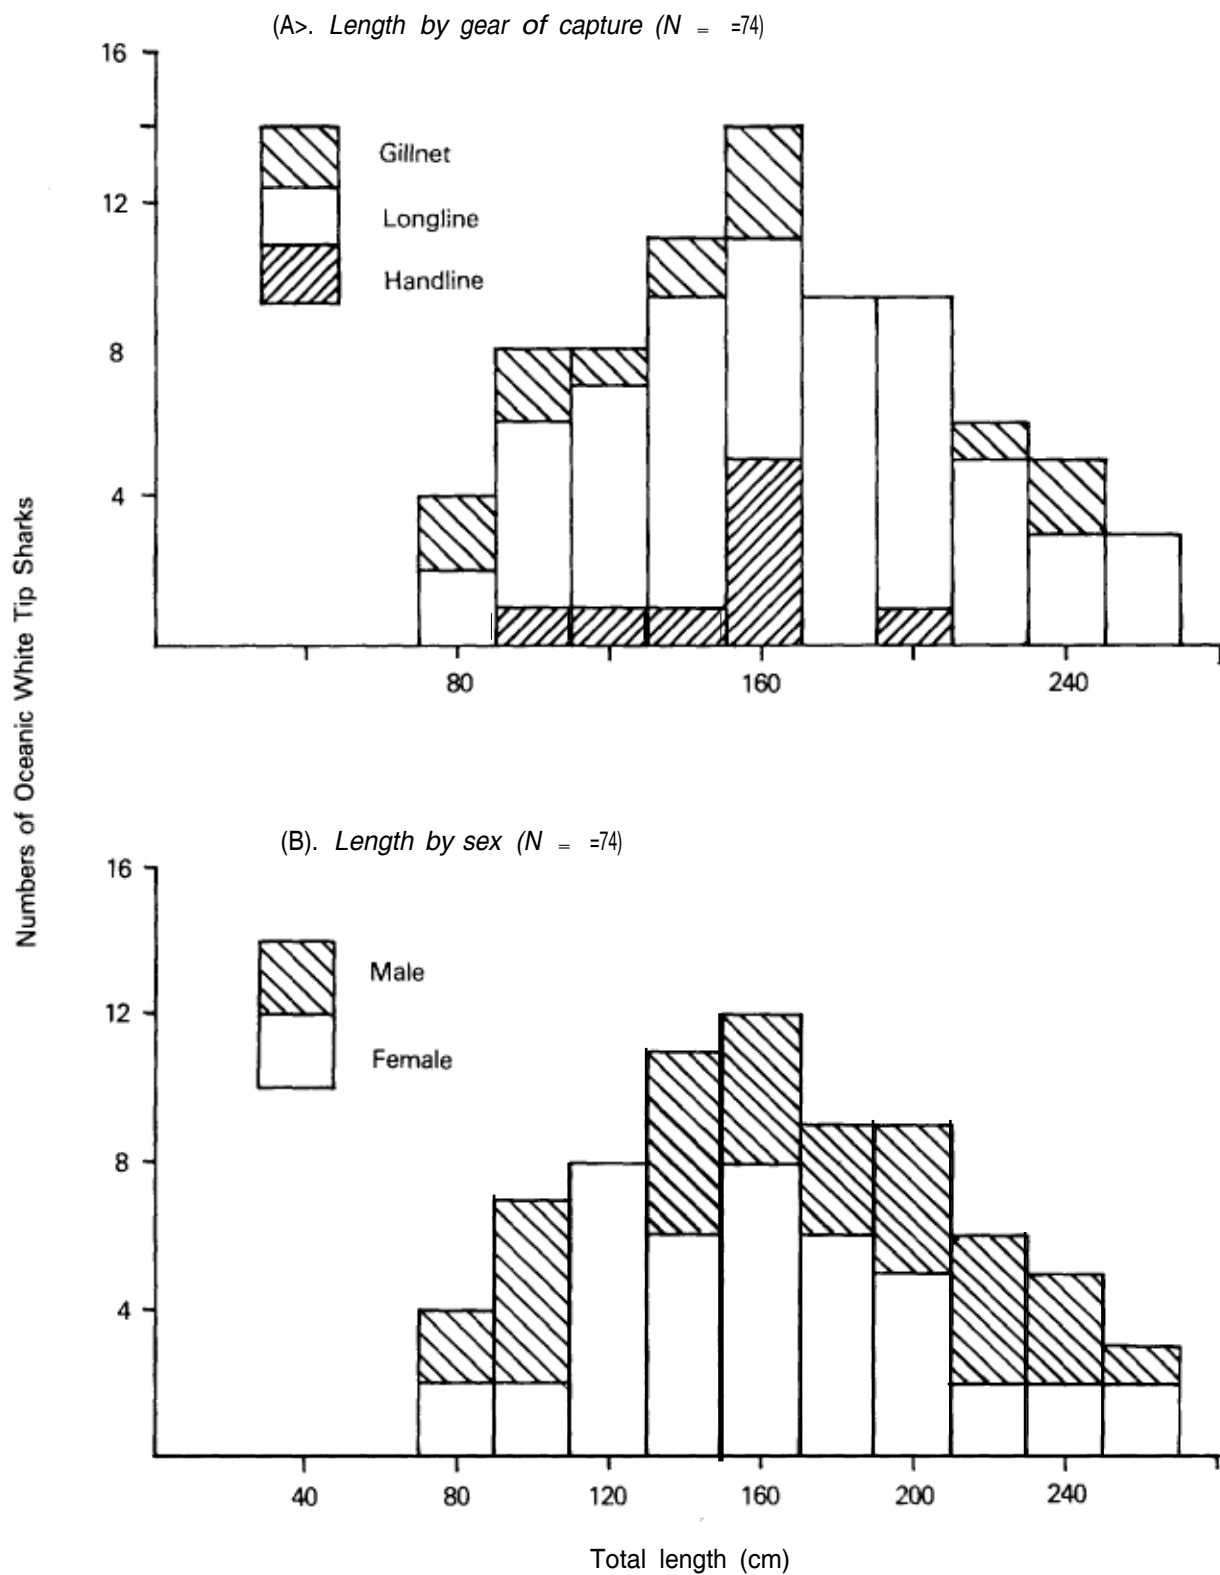 (A>. Length by gear of capture (N = =74)
16
12
8
4
Gillnet
Longline
Handline
80
160
240
Numbers of Oceanic White Tip Sharks
(B). Length by sex (N = =74)
16
12
8
4
Male
Female
40
80
120
160
200
240
Total length (cm)